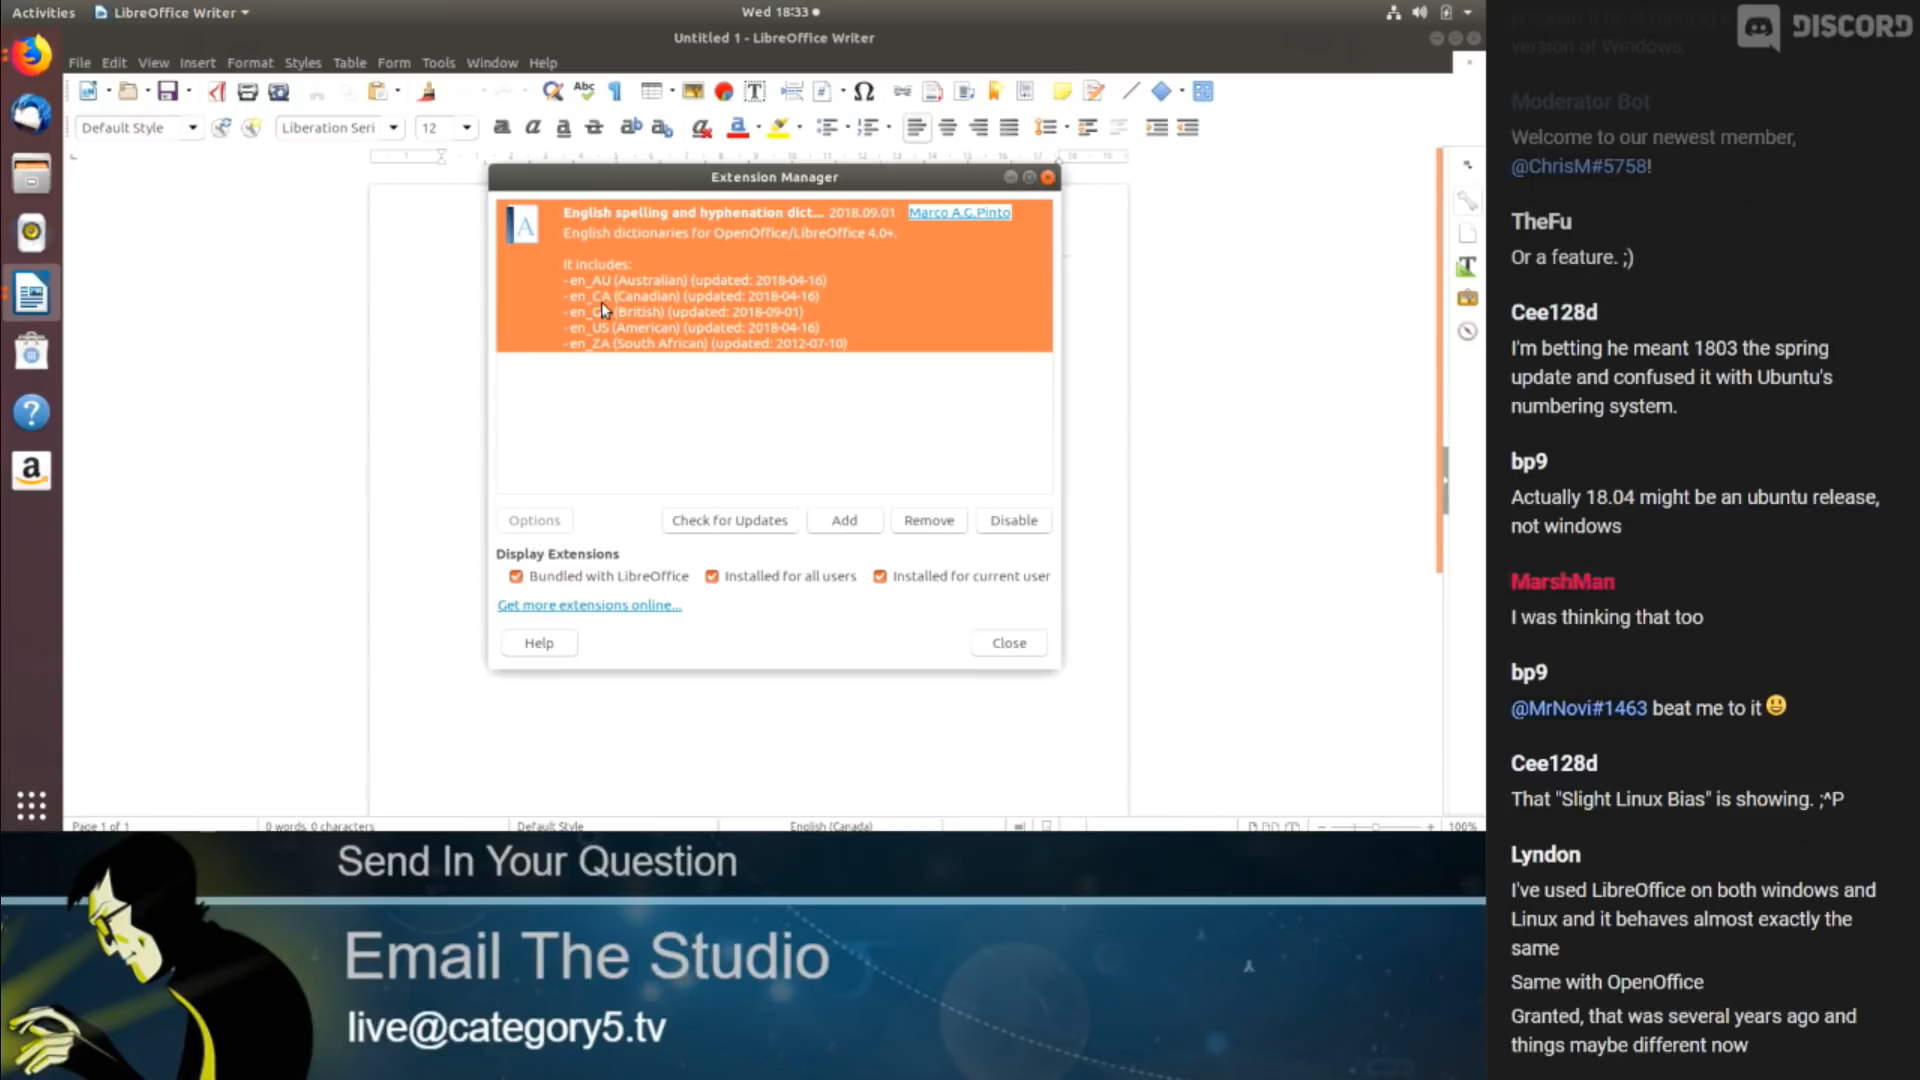 Activities LibreOffice Writer Wed 18:33
Untitled 1 - LibreOffice Writer
File Edit View Insert Format Styles Table Form Tools Window Help
Default Style Liberation Seri 12
Extension Manager
English spelling and hyphenation dict... 2018.09.01 Marco A.G.Pinto
English dictionaries for OpenOffice/LibreOffice 4.0+.
It includes:
- en_AU (Australian) (updated: 2018-04-16)
- en_CA (Canadian) (updated: 2018-04-16)
(British) (updated: 2018-09-01)
- en_US (American) (updated: 2018-04-16)
- en_ZA (South African) (updated: 2012-07-10)
Options Check for Updates Add Remove Disable
Display Extensions
Bundled with LibreOffice Installed for all users Installed for current user
Get more extensions online...
Help Close
Page 1 of 1 0 words, 0 characters Default Style English (Canada) 100%
Send In Your Question
Email The Studio
live@category5.tv
DISCORD
version of Windows.
Moderator Bot
Welcome to our newest member,
@ChrisM#5758!
TheFu
Or a feature. ;)
Cee128d
I'm betting he meant 1803 the spring
update and confused it with Ubuntu's
numbering system.
bp9
Actually 18.04 might be an ubuntu release,
not windows
MarshMan
I was thinking that too
bp9
@MrNovi#1463 beat me to it 😃
Cee128d
That "Slight Linux Bias" is showing. ;^P
Lyndon
I've used LibreOffice on both windows and
Linux and it behaves almost exactly the
same
Same with OpenOffice
Granted, that was several years ago and
things maybe different now